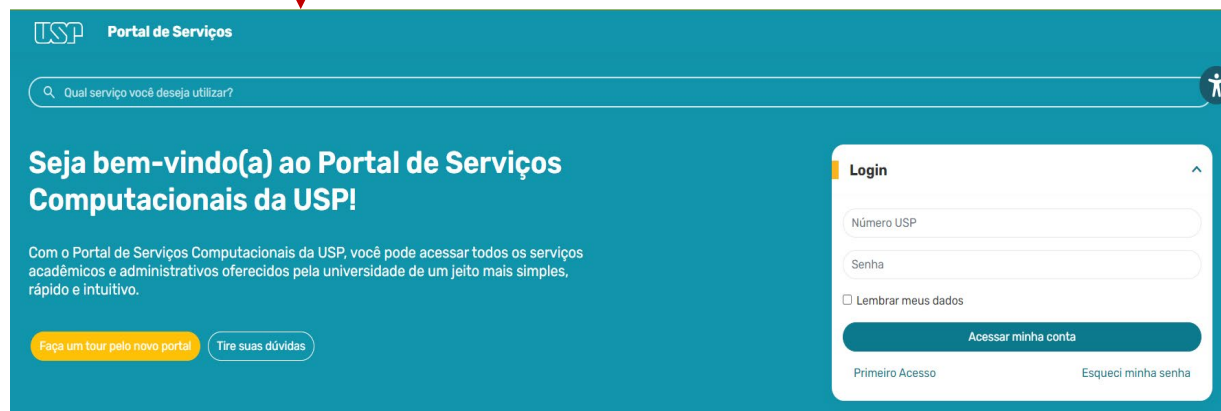 USP Portal de Serviços
Qual serviço você deseja utilizar?
Seja bem-vindo(a) ao Portal de Serviços
Computacionais da USP!
Com o Portal de Serviços Computacionais da USP, você pode acessar todos os serviços
acadêmicos e administrativos oferecidos pela universidade de um jeito mais simples,
rápido e intuitivo.
Faça um tour pelo novo portal
Tire suas dúvidas
Login
Número USP
Senha
Lembrar meus dados
Acessar minha conta
Primeiro Acesso
Esqueci minha senha